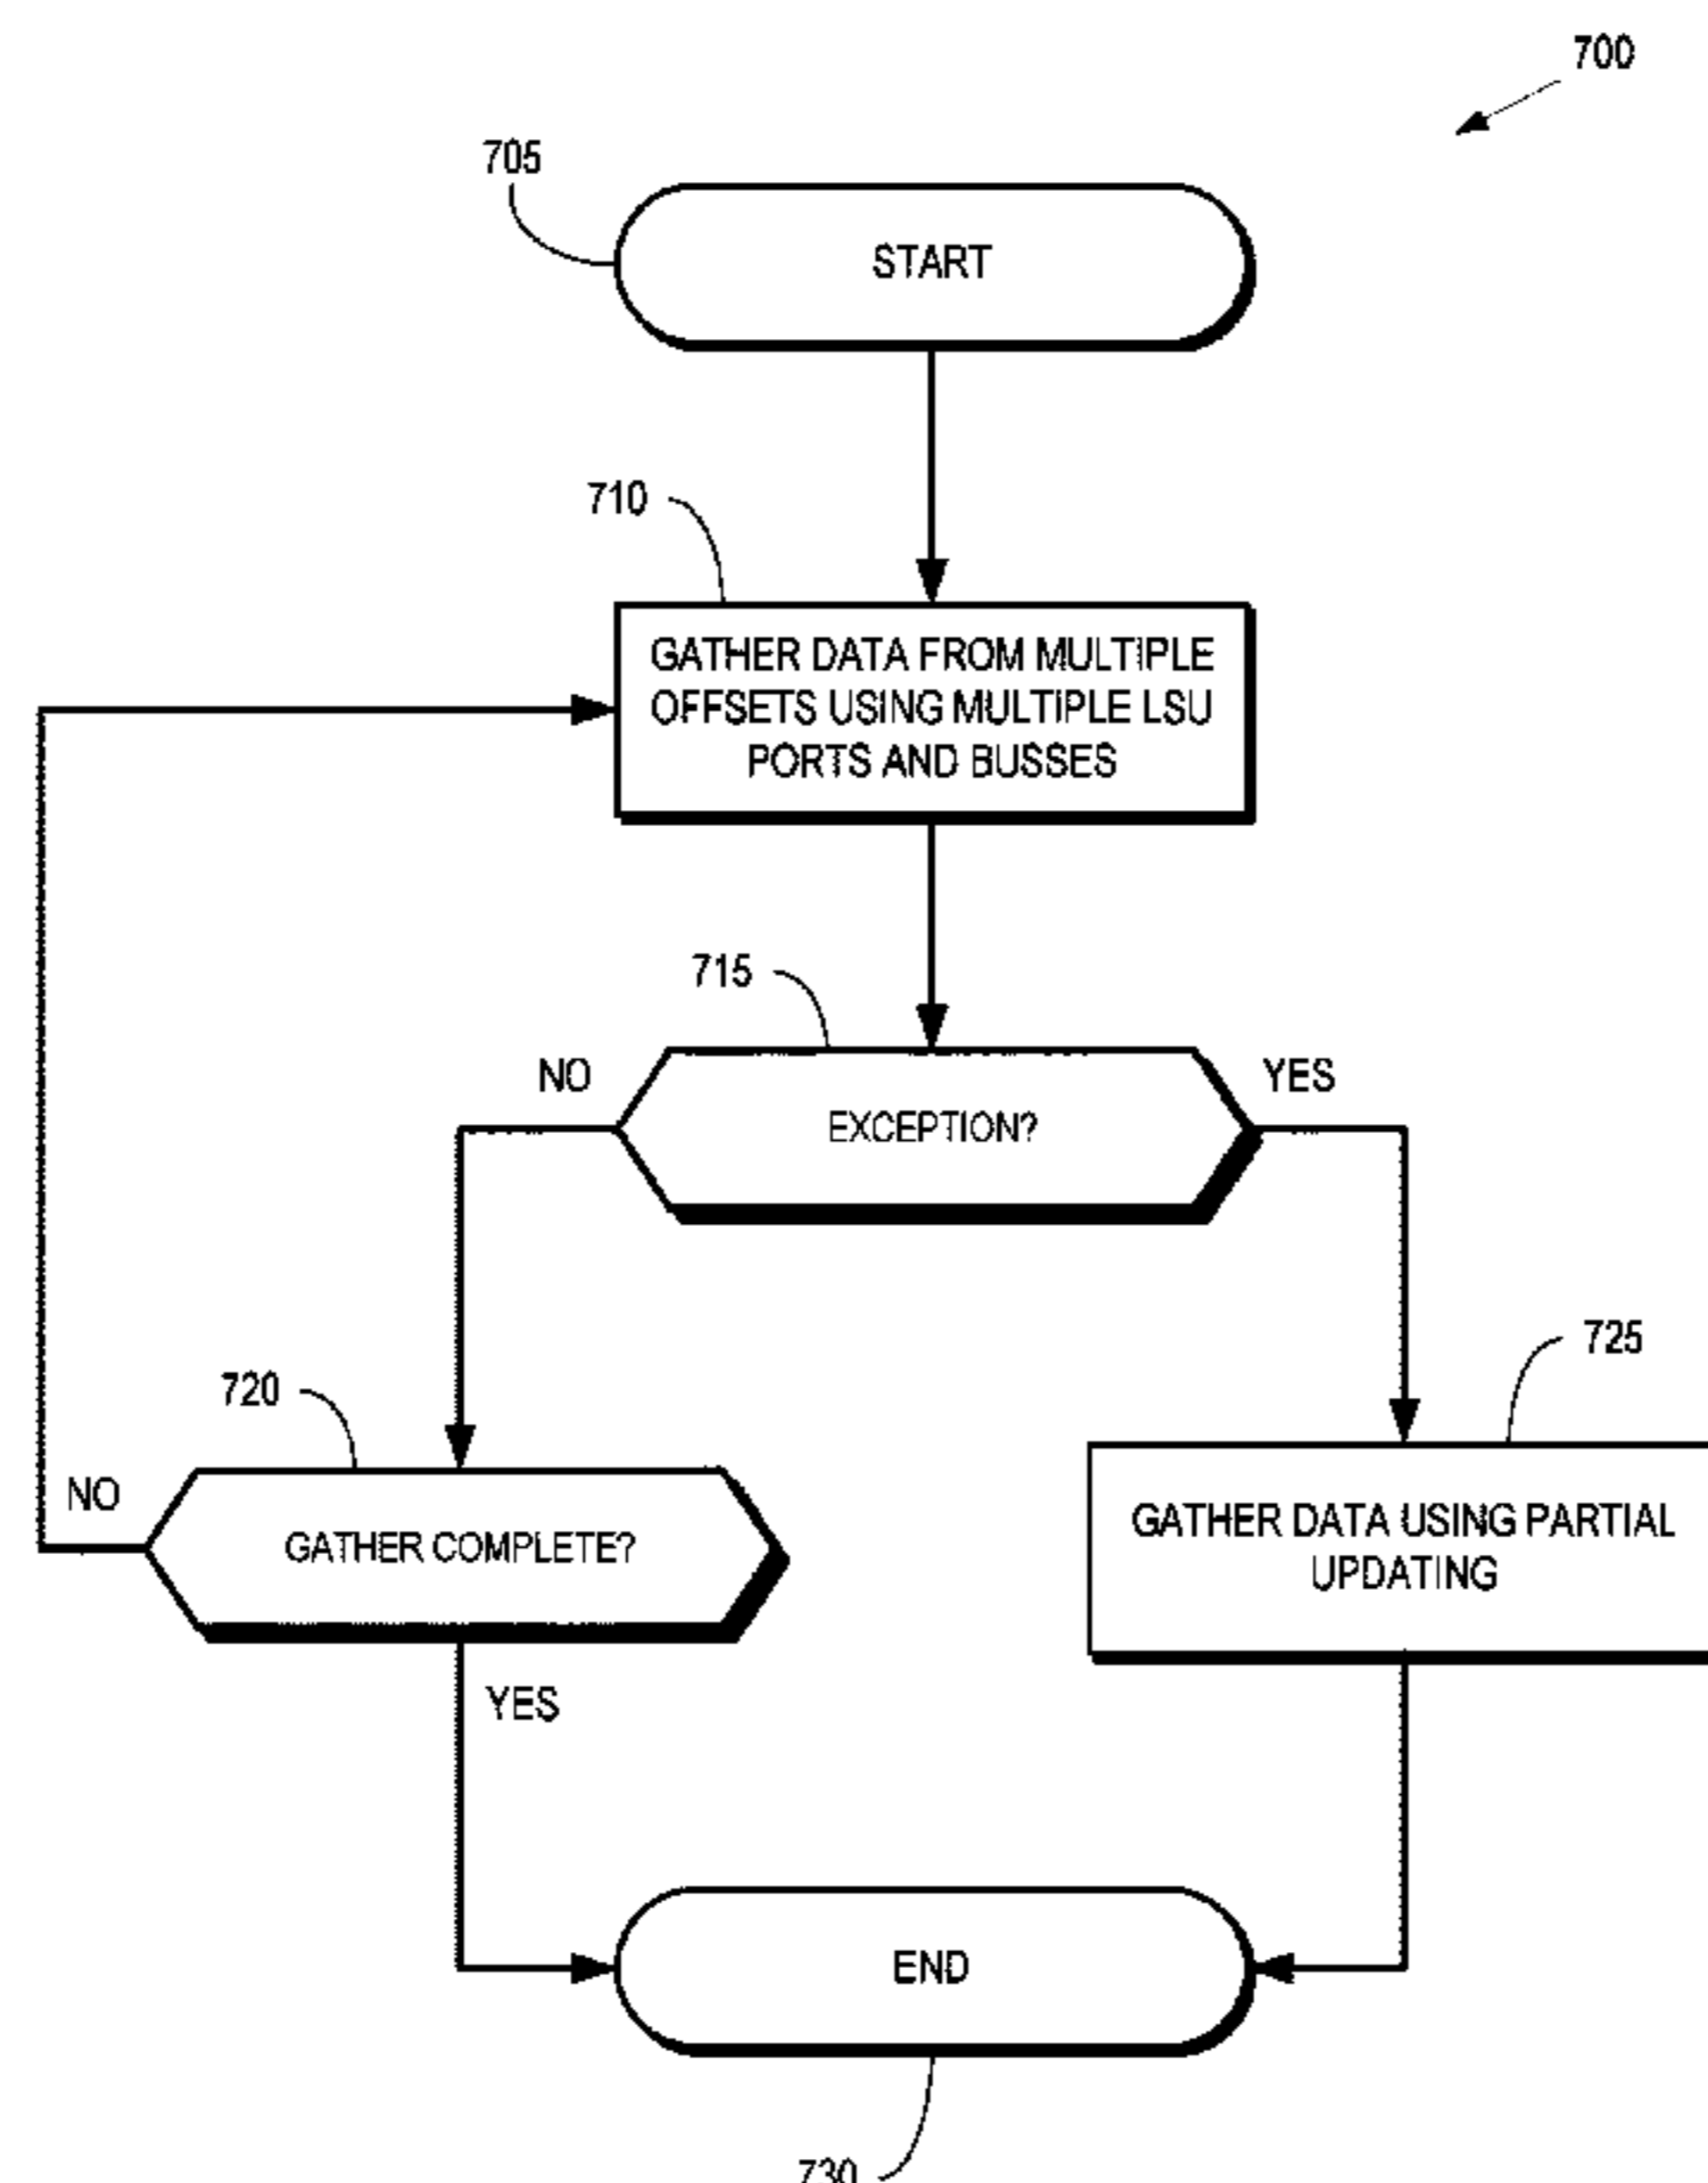 700
705
START
710
GATHER DATA FROM MULTIPLE
OFFSETS USING MULTIPLE LSU
PORTS AND BUSSES
715
NO
YES
EXCEPTION?
725
720
NO
GATHER COMPLETE?
GATHER DATA USING PARTIAL
UPDATING
YES
END
730